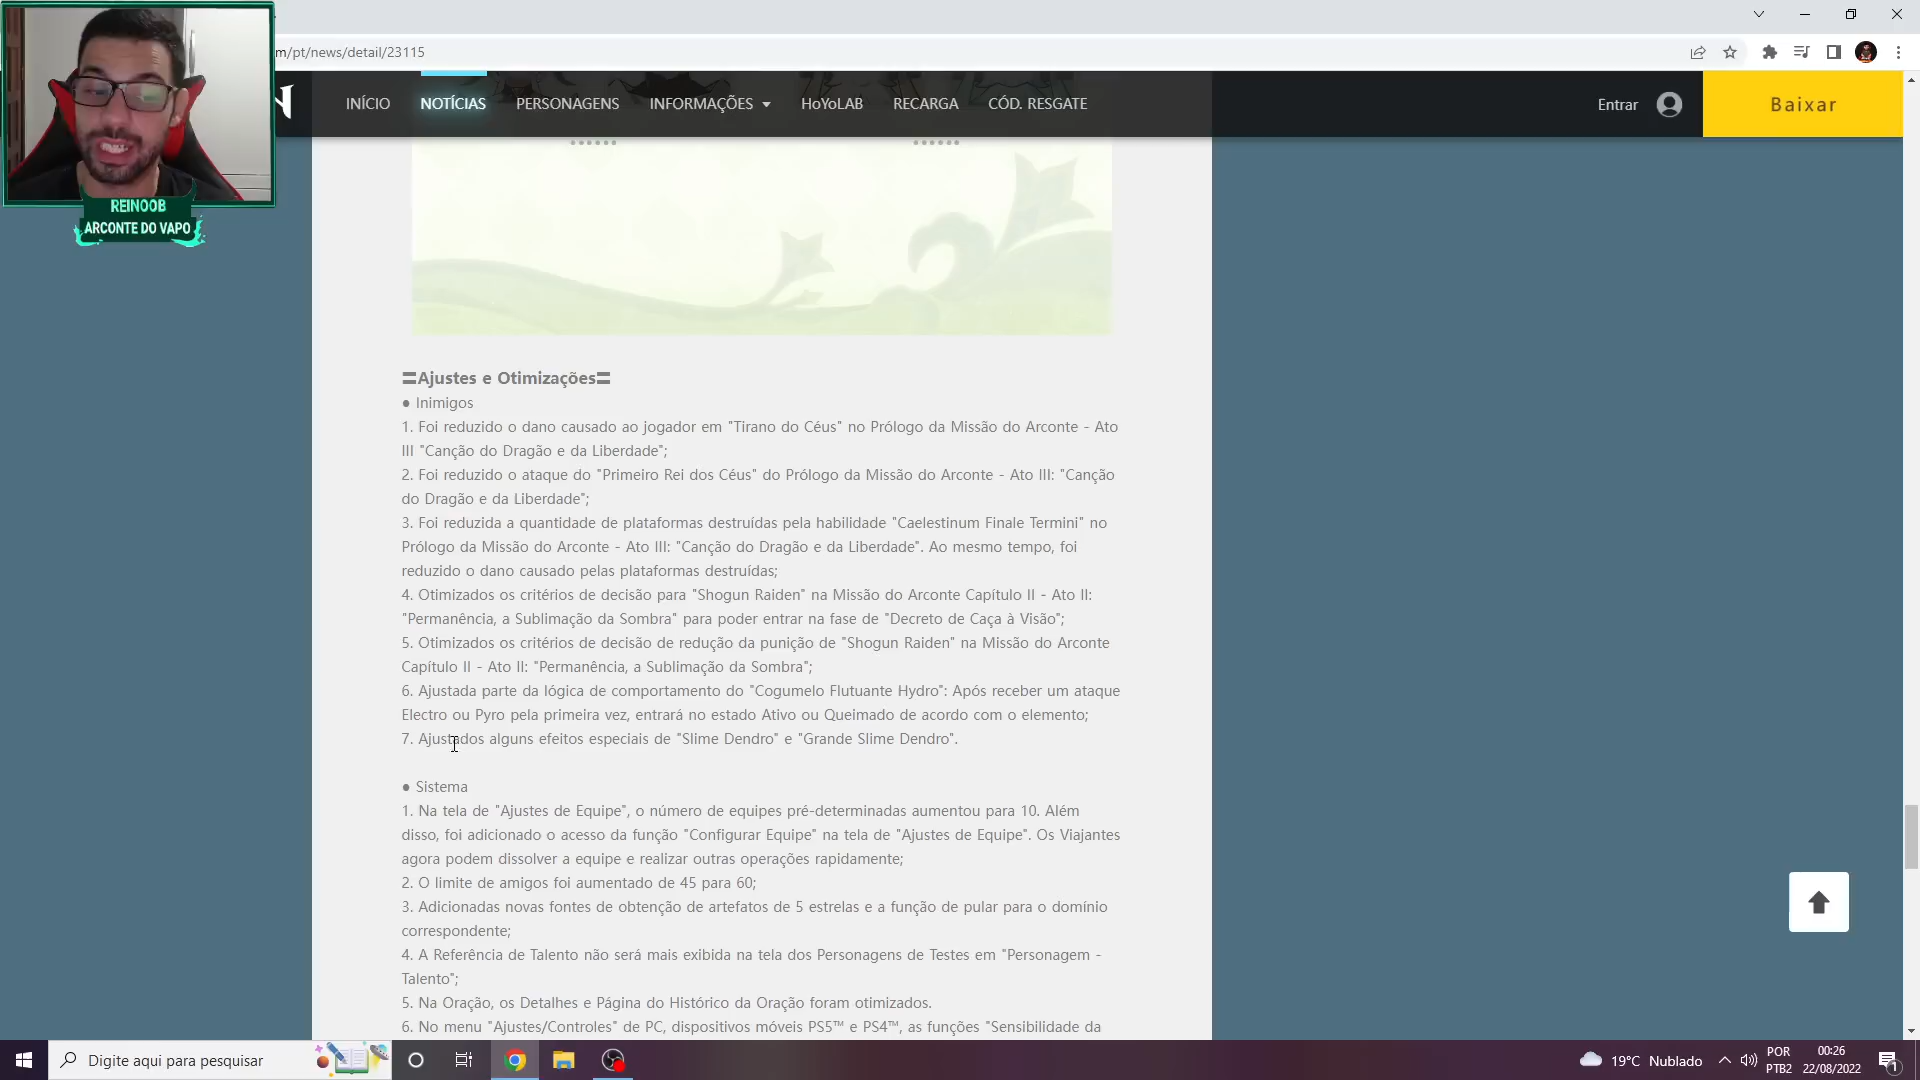 m/pt/news/detail/23115
N
INÍCIO
NOTÍCIAS
PERSONAGENS
INFORMAÇÕES
HoYoLAB
RECARGA
CÓD. RESGATE
Entrar
Baixar
REINOOB
ARCONTE DO VAPO
〓Ajustes e Otimizações〓
● Inimigos
1. Foi reduzido o dano causado ao jogador em "Tirano do Céus" no Prólogo da Missão do Arconte - Ato
III "Canção do Dragão e da Liberdade";
2. Foi reduzido o ataque do "Primeiro Rei dos Céus" do Prólogo da Missão do Arconte - Ato III: "Canção
do Dragão e da Liberdade";
3. Foi reduzida a quantidade de plataformas destruídas pela habilidade "Caelestinum Finale Termini" no
Prólogo da Missão do Arconte - Ato III: "Canção do Dragão e da Liberdade". Ao mesmo tempo, foi
reduzido o dano causado pelas plataformas destruídas;
4. Otimizados os critérios de decisão para "Shogun Raiden" na Missão do Arconte Capítulo II - Ato II:
"Permanência, a Sublimação da Sombra" para poder entrar na fase de "Decreto de Caça à Visão";
5. Otimizados os critérios de decisão de redução da punição de "Shogun Raiden" na Missão do Arconte
Capítulo II - Ato II: "Permanência, a Sublimação da Sombra";
6. Ajustada parte da lógica de comportamento do "Cogumelo Flutuante Hydro": Após receber um ataque
Electro ou Pyro pela primeira vez, entrará no estado Ativo ou Queimado de acordo com o elemento;
7. Ajustados alguns efeitos especiais de "Slime Dendro" e "Grande Slime Dendro".
● Sistema
1. Na tela de "Ajustes de Equipe", o número de equipes pré-determinadas aumentou para 10. Além
disso, foi adicionado o acesso da função "Configurar Equipe" na tela de "Ajustes de Equipe". Os Viajantes
agora podem dissolver a equipe e realizar outras operações rapidamente;
2. O limite de amigos foi aumentado de 45 para 60;
3. Adicionadas novas fontes de obtenção de artefatos de 5 estrelas e a função de pular para o domínio
correspondente;
4. A Referência de Talento não será mais exibida na tela dos Personagens de Testes em "Personagem -
Talento";
5. Na Oração, os Detalhes e Página do Histórico da Oração foram otimizados.
6. No menu "Ajustes/Controles" de PC, dispositivos móveis PS5™ e PS4™, as funções "Sensibilidade da
Digite aqui para pesquisar
19°C Nublado
POR
PTB2
00:26
22/08/2022
1